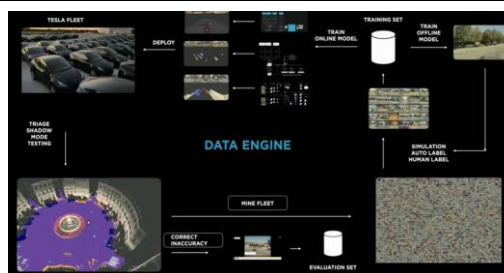 TESLA FLEET
DEPLOY
TRAIN
ONLINE MODEL
TRAINING SET
TRAIN
OFFLINE
MODEL
TRIAGE
SHADOW
MODE
TESTING
DATA ENGINE
SIMULATION
AUTO LABEL
HUMAN LABEL
MINE FLEET
CORRECT
INACCURACY
EVALUATION SET